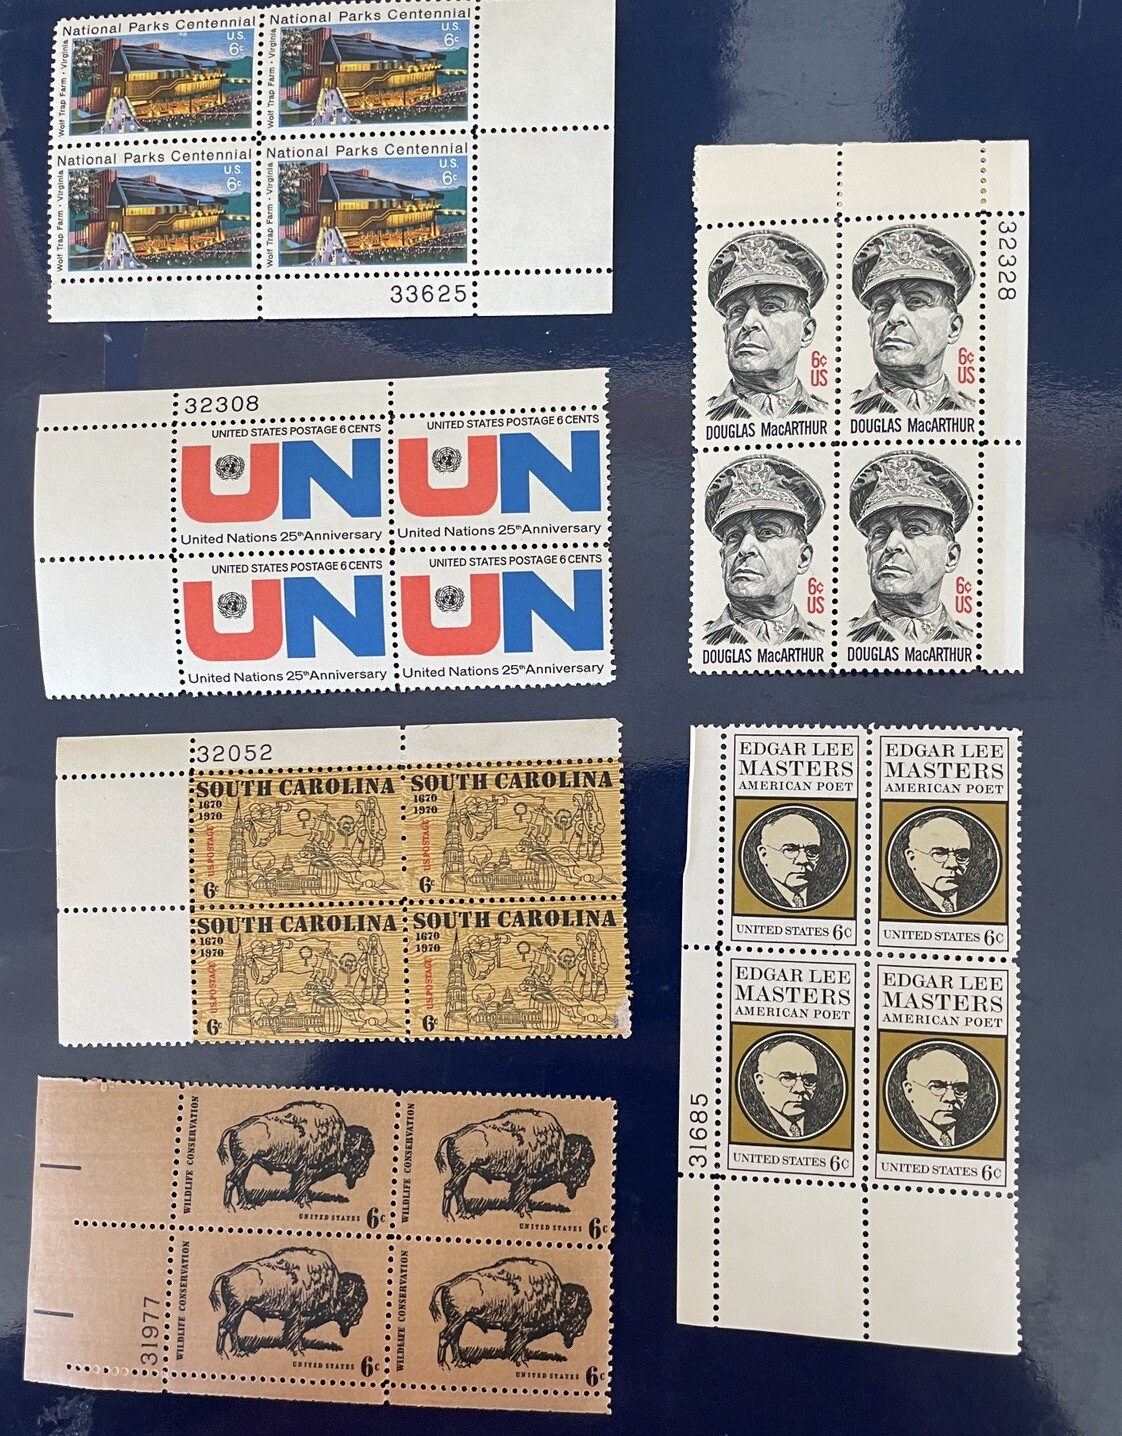 National Parks Centennial
Wolf Trap Farm · Virginia
U.S.
6c
National Parks Centennial
U.S.
6c
Wolf Trap Farm · Virginia
National Parks Centennial
Wolf Trap Farm · Virginia
U.S.
6c
National Parks Centennial
Wolf Trap Farm · Virginia
U.S.
6c
33625
32328
6¢
US
DOUGLAS MacARTHUR
6¢
US
DOUGLAS MacARTHUR
6¢
US
DOUGLAS MacARTHUR
6¢
US
DOUGLAS MacARTHUR
32308
UNITED STATES POSTAGE 6 CENTS
UN
United Nations 25th Anniversary
UNITED STATES POSTAGE 6 CENTS
UN
United Nations 25th Anniversary
UNITED STATES POSTAGE 6 CENTS
UN
United Nations 25th Anniversary
UNITED STATES POSTAGE 6 CENTS
UN
United Nations 25th Anniversary
32052
SOUTH CAROLINA
1670
1970
US POSTAGE
6c
SOUTH CAROLINA
1670
1970
US POSTAGE
6c
SOUTH CAROLINA
1670
1970
US POSTAGE
6c
SOUTH CAROLINA
1670
1970
US POSTAGE
6c
EDGAR LEE
MASTERS
AMERICAN POET
UNITED STATES 6c
EDGAR LEE
MASTERS
AMERICAN POET
UNITED STATES 6c
EDGAR LEE
MASTERS
AMERICAN POET
UNITED STATES 6c
EDGAR LEE
MASTERS
AMERICAN POET
UNITED STATES 6c
31685
WILDLIFE CONSERVATION
UNITED STATES 6c
WILDLIFE CONSERVATION
UNITED STATES 6c
WILDLIFE CONSERVATION
UNITED STATES 6c
WILDLIFE CONSERVATION
UNITED STATES 6c
31977